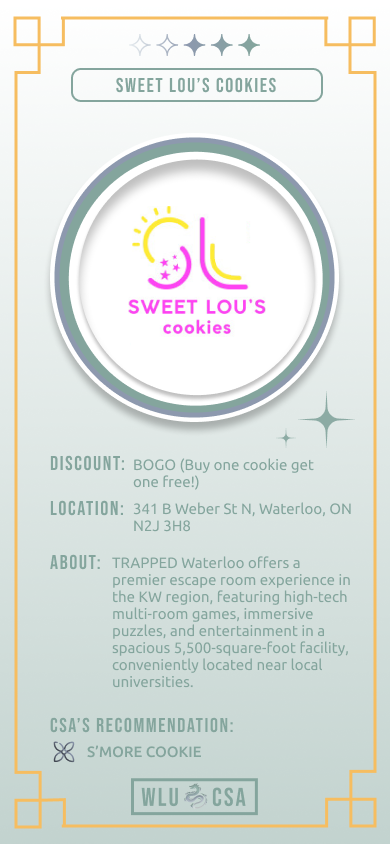 SWEET LOU'S COOKIES
SL
SWEET LOU'S
cookies
DISCOUNT: BOGO (Buy one cookie get
one free!)
LOCATION: 341 B Weber St N, Waterloo, ON
N2J 3H8
ABOUT: TRAPPED Waterloo offers a
premier escape room experience in
the KW region, featuring high-tech
multi-room games, immersive
puzzles, and entertainment in a
spacious 5,500-square-foot facility,
conveniently located near local
universities.
CSA'S RECOMMENDATION:
S'MORE COOKIE
WLU CSA